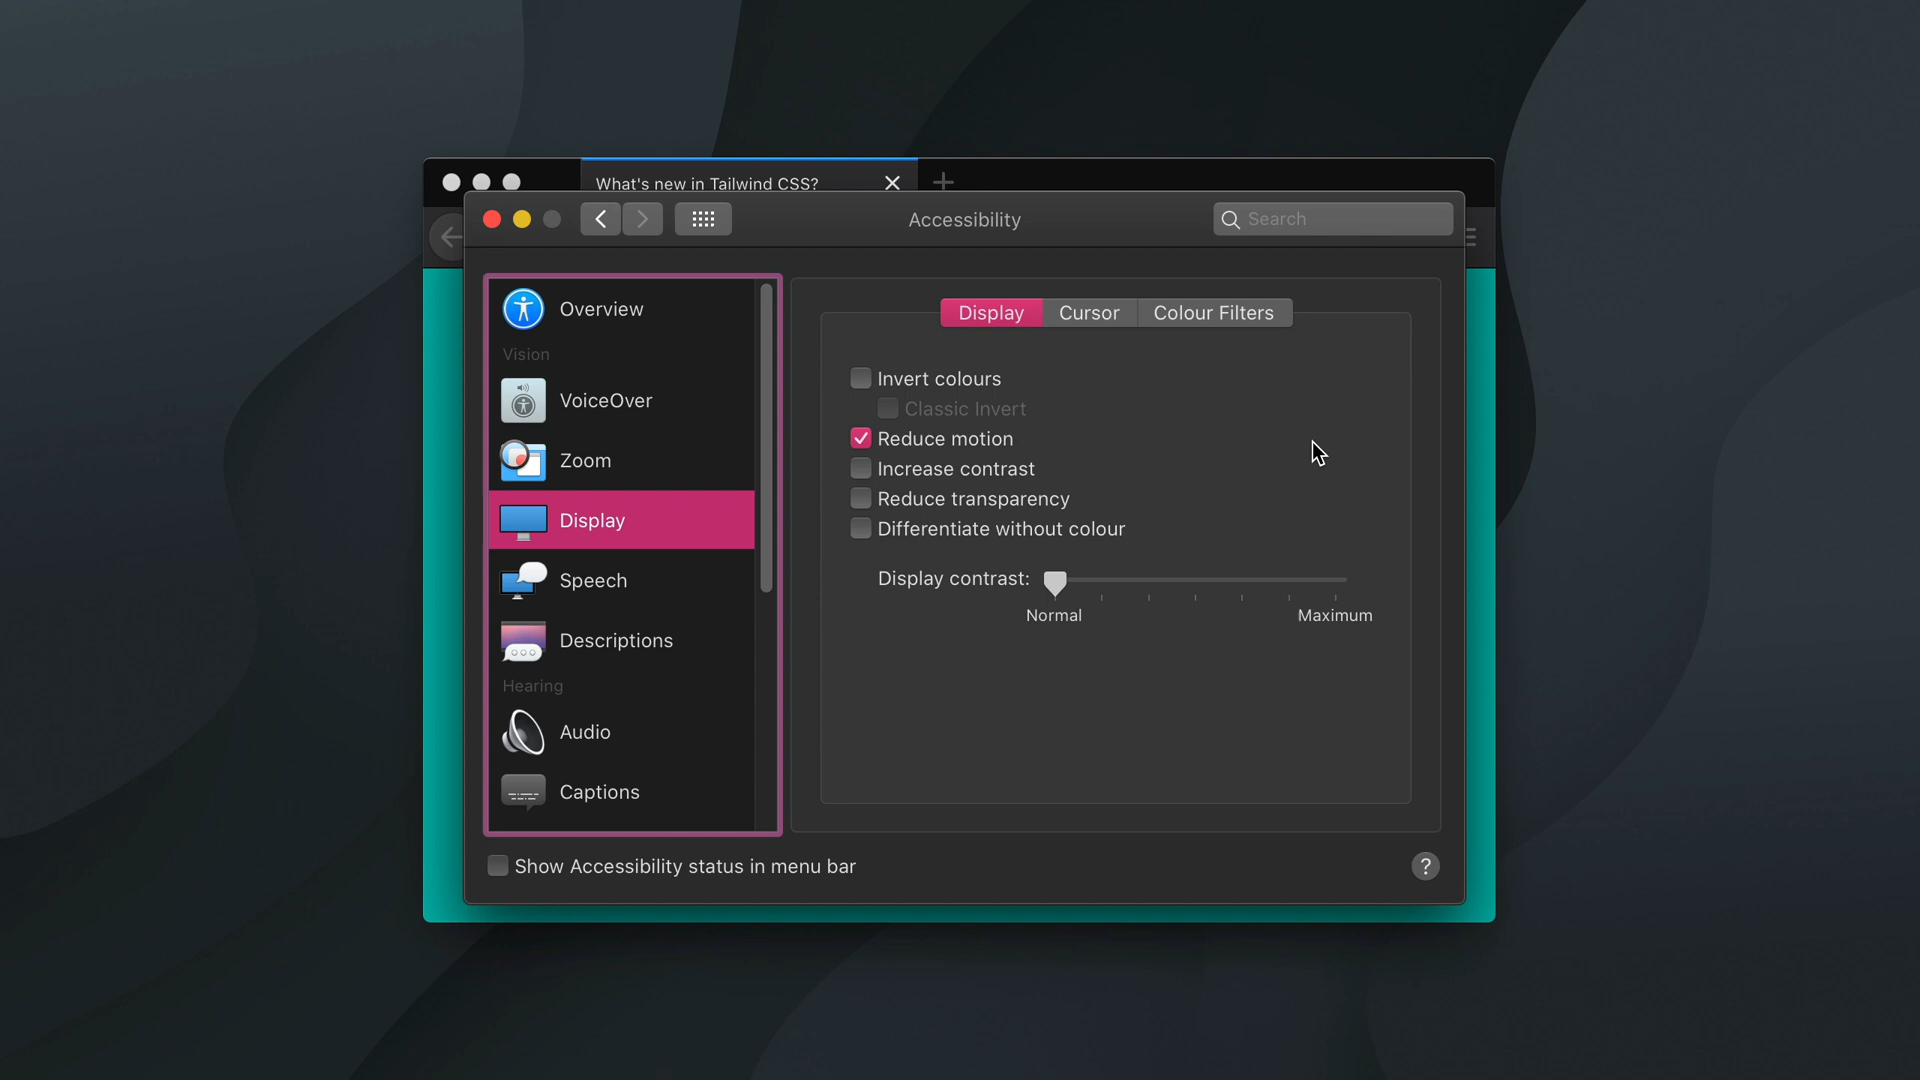 What's new in Tailwind CSS?
Accessibility
Search
Overview
Vision
VoiceOver
Zoom
Display
Speech
Descriptions
Hearing
Audio
Captions
Display Cursor Colour Filters
Invert colours
Classic Invert
Reduce motion
Increase contrast
Reduce transparency
Differentiate without colour
Display contrast:
Normal Maximum
Show Accessibility status in menu bar
?